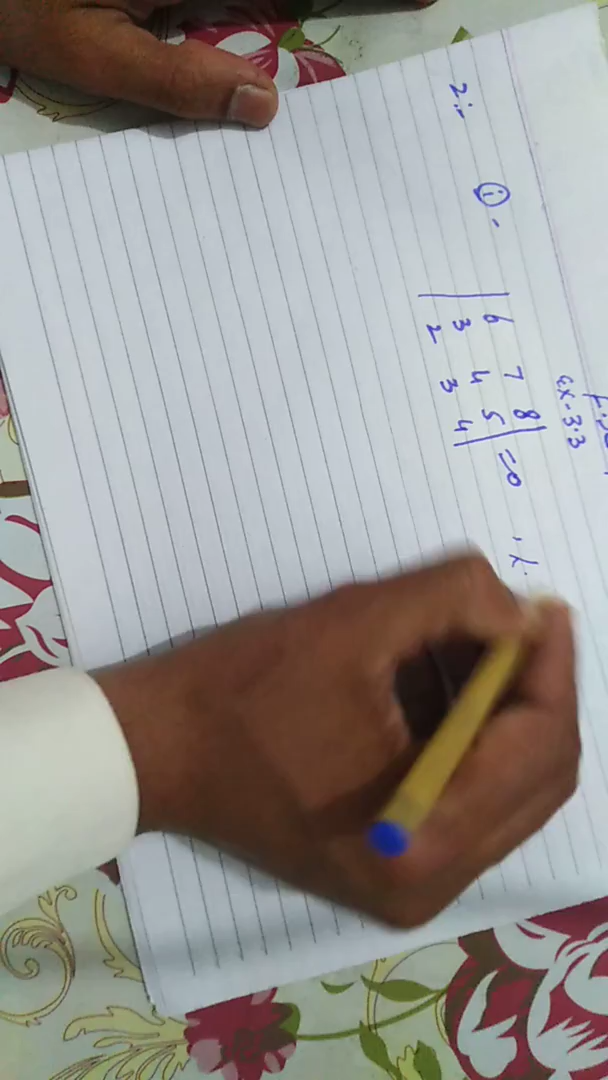 Ex-3.3
2:-
(i) -
| 6 7 8 |
| 3 4 5 | = 0
| 2 3 4 |